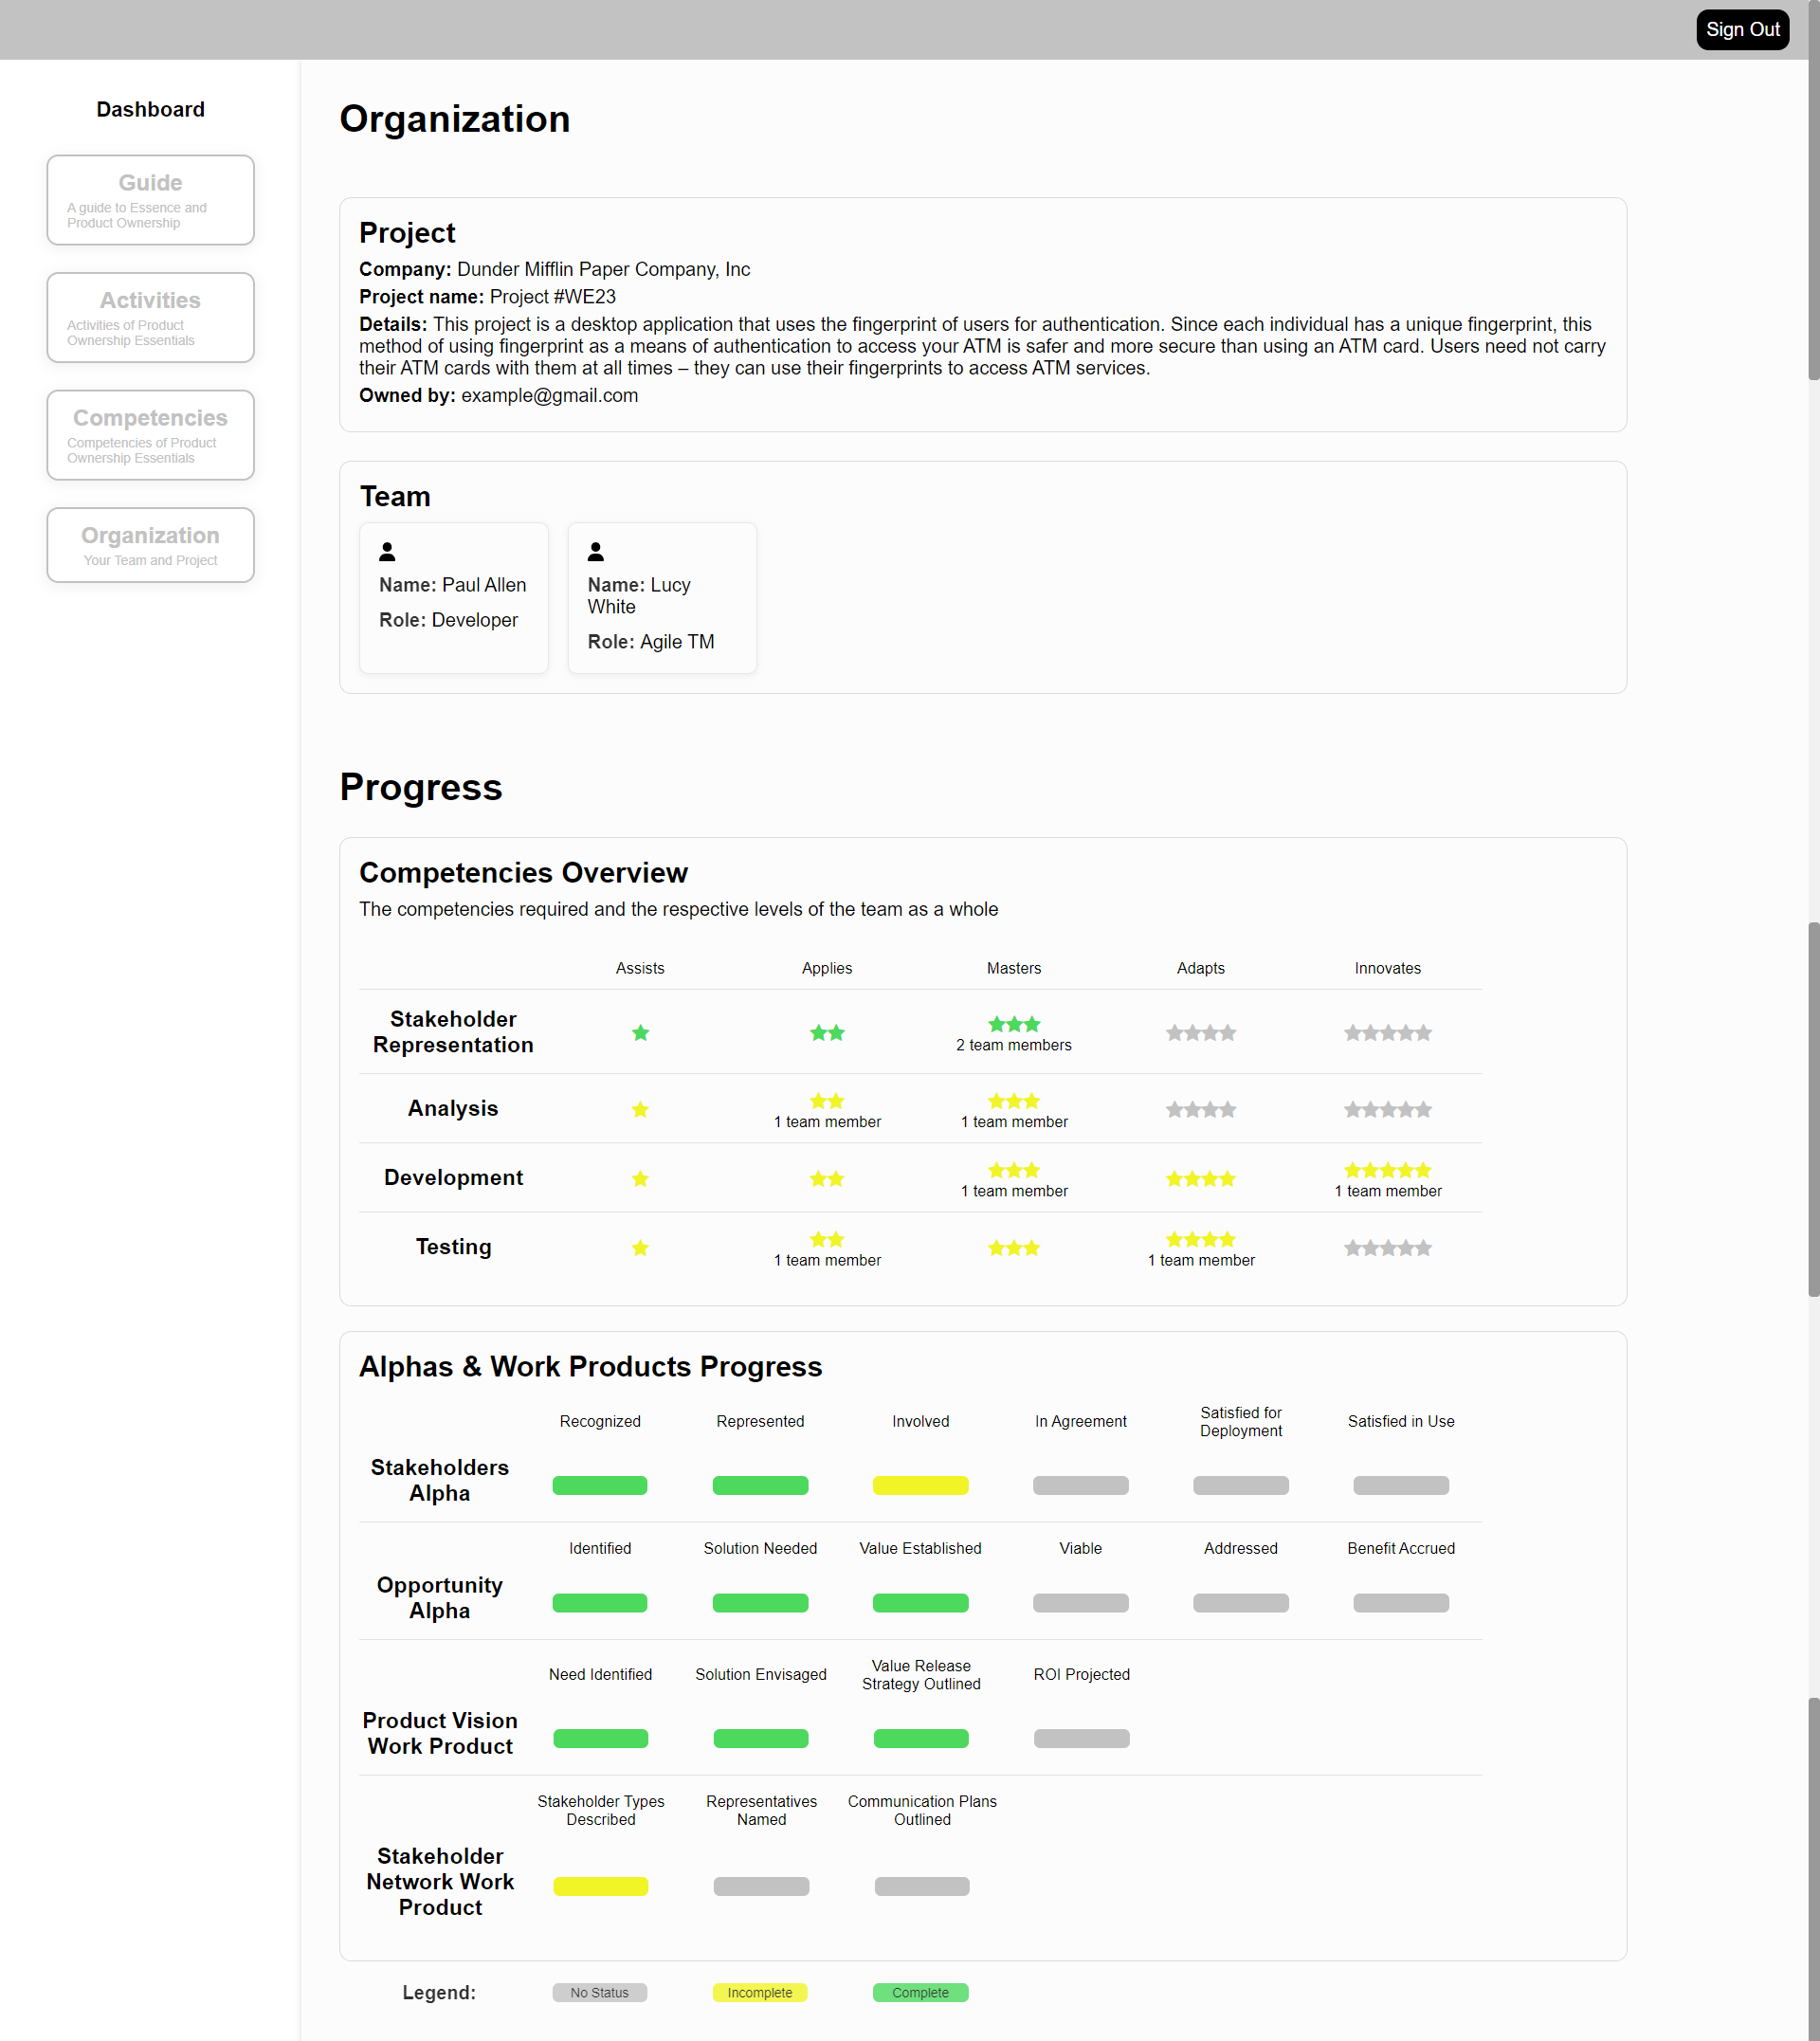 Sign Out
Dashboard
Guide
A guide to Essence and
Product Ownership
Activities
Activities of Product
Ownership Essentials
Competencies
Competencies of Product
Ownership Essentials
Organization
Your Team and Project
Organization
Project
Company: Dunder Mifflin Paper Company, Inc
Project name: Project #WE23
Details: This project is a desktop application that uses the fingerprint of users for authentication. Since each individual has a unique fingerprint, this
method of using fingerprint as a means of authentication to access your ATM is safer and more secure than using an ATM card. Users need not carry
their ATM cards with them at all times – they can use their fingerprints to access ATM services.
Owned by: example@gmail.com
Team
Name: Paul Allen
Role: Developer
Name: Lucy
White
Role: Agile TM
Progress
Competencies Overview
The competencies required and the respective levels of the team as a whole
Assists Applies Masters Adapts Innovates
Stakeholder
Representation
2 team members
Analysis
1 team member 1 team member
Development
1 team member 1 team member
Testing
1 team member 1 team member
Alphas & Work Products Progress
Recognized Represented Involved In Agreement Satisfied for
Deployment Satisfied in Use
Stakeholders
Alpha
Identified Solution Needed Value Established Viable Addressed Benefit Accrued
Opportunity
Alpha
Need Identified Solution Envisaged Value Release
Strategy Outlined ROI Projected
Product Vision
Work Product
Stakeholder Types
Described
Representatives
Named
Communication Plans
Outlined
Stakeholder
Network Work
Product
Legend: No Status Incomplete Complete